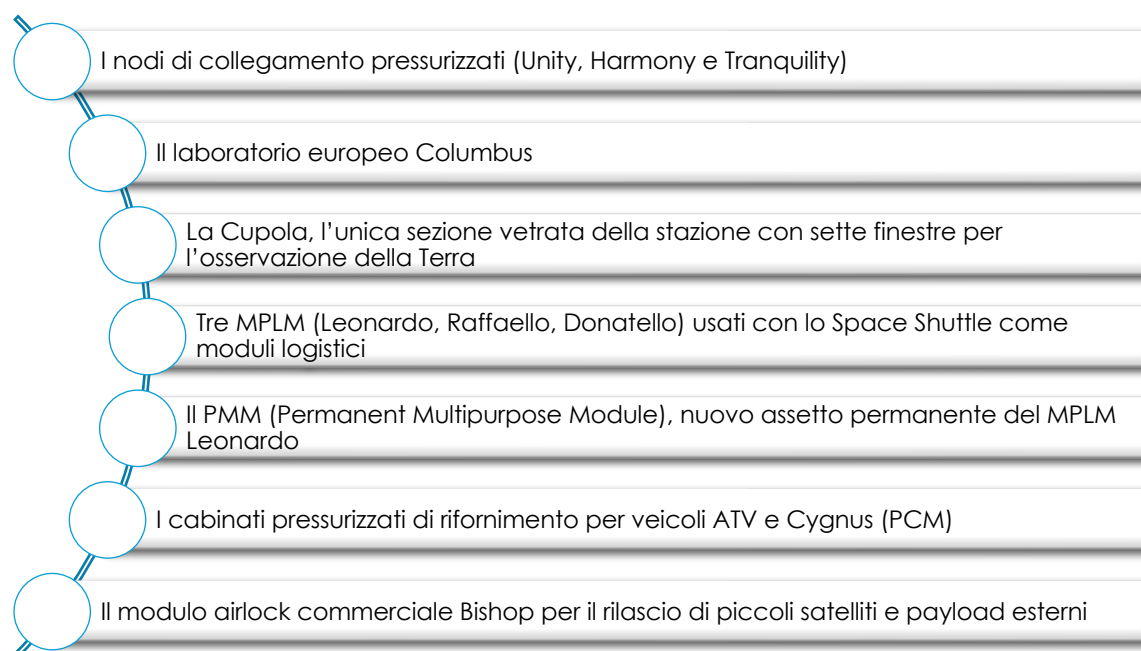 I nodi di collegamento pressurizzati (Unity, Harmony e Tranquility)
Il laboratorio europeo Columbus
La Cupola, l’unica sezione vetrata della stazione con sette finestre per
l’osservazione della Terra
Tre MPLM (Leonardo, Raffaello, Donatello) usati con lo Space Shuttle come
moduli logistici
Il PMM (Permanent Multipurpose Module), nuovo assetto permanente del MPLM
Leonardo
I cabinati pressurizzati di rifornimento per veicoli ATV e Cygnus (PCM)
Il modulo airlock commerciale Bishop per il rilascio di piccoli satelliti e payload esterni